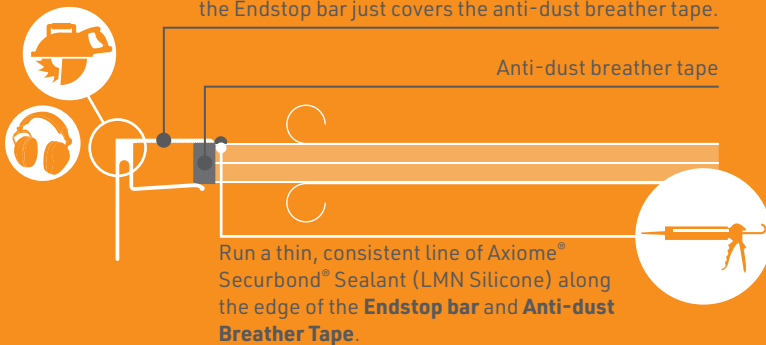 the Endstop bar just covers the anti-dust breather tape.
Anti-dust breather tape
Run a thin, consistent line of Axiome®
Securbond® Sealant (LMN Silicone) along
the edge of the Endstop bar and Anti-dust
Breather Tape.